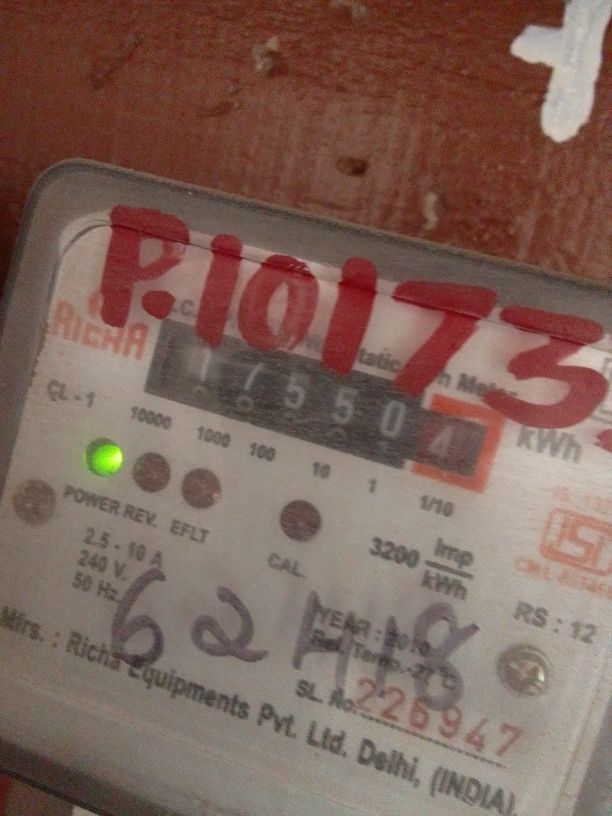 P.10173
RICHA
kWh
175504
CL - 1
10000 1000 100 10 1 1/10
POWER REV. EFLT
CAL.
3200 imp/kWh
2.5 - 10 A
240 V.
50 Hz.
RS : 12
YEAR : 2010
62418
SL. No. 226947
Mfrs. : Richa Equipments Pvt. Ltd. Delhi, (INDIA)